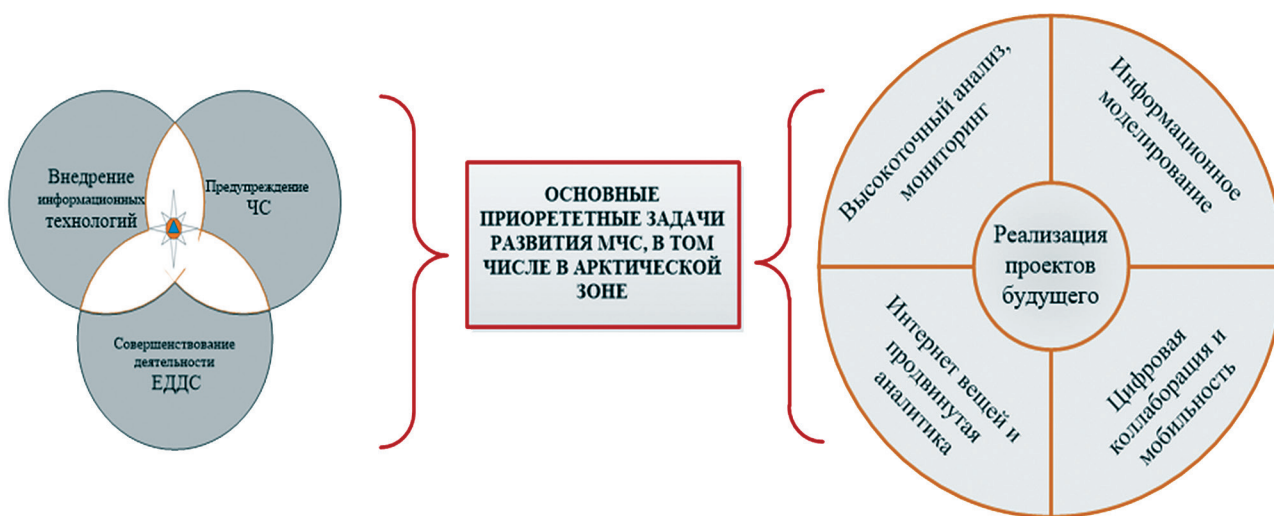 Внедрение
информационных
технологий
Предупреждение
ЧС
Совершенствование
деятельности
ЕДДС
ОСНОВНЫЕ
ПРИОРЕТЕТНЫЕ ЗАДАЧИ
РАЗВИТИЯ МЧС, В ТОМ
ЧИСЛЕ В АРКТИЧЕСКОЙ
ЗОНЕ
Высокоточный анализ,
мониторинг
Информационное
моделирование
Реализация
проектов
будущего
Интернет вещей и
продвинутая
аналитика
Цифровая
коллаборация и
мобильность